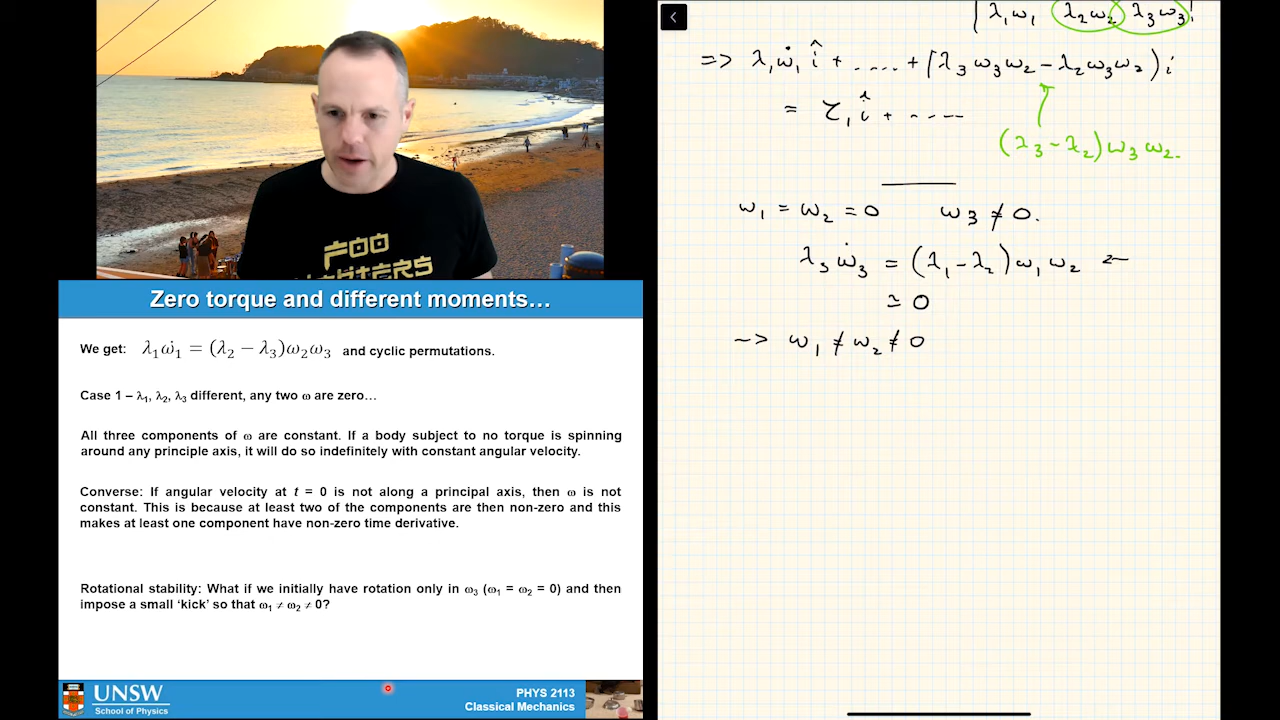 FOO
FIGHTERS
Zero torque and different moments…
We get: λ₁ω̇₁ = (λ₂ − λ₃)ω₂ω₃ and cyclic permutations.
Case 1 – λ₁, λ₂, λ₃ different, any two ω are zero…
All three components of ω are constant. If a body subject to no torque is spinning
around any principle axis, it will do so indefinitely with constant angular velocity.
Converse: If angular velocity at t = 0 is not along a principal axis, then ω is not
constant. This is because at least two of the components are then non-zero and this
makes at least one component have non-zero time derivative.
Rotational stability: What if we initially have rotation only in ω₃ (ω₁ = ω₂ = 0) and then
impose a small ‘kick’ so that ω₁ ≠ ω₂ ≠ 0?
UNSW
School of Physics
PHYS 2113
Classical Mechanics
| λ₁ω₁ λ₂ω₂ λ₃ω₃ |
=> λ₁ω̇₁ î + .... + (λ₃ω₃ω₂ − λ₂ω₃ω₂) i
= τ₁ î + ....
(λ₃ − λ₂) ω₃ω₂.
ω₁ = ω₂ = 0 ω₃ ≠ 0.
λ₃ ω̇₃ = (λ₁ − λ₂) ω₁ω₂ ←
≃ 0
~> ω₁ ≠ ω₂ ≠ 0